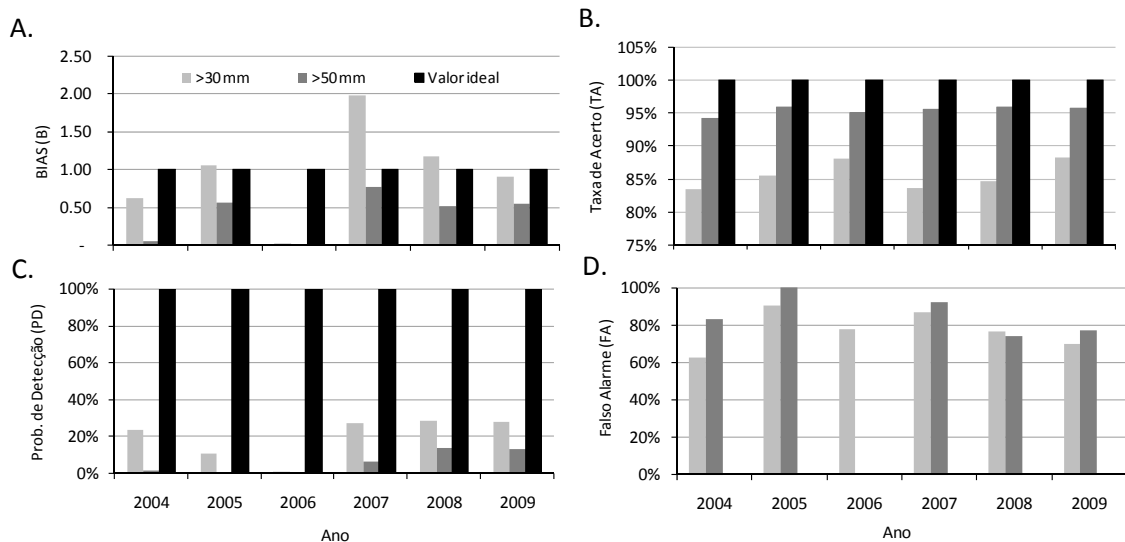 A.
2.50
2.00
1.50
1.00
0.50
-
BIAS (B)
>30 mm
>50 mm
Valor ideal
B.
105%
100%
95%
90%
85%
80%
75%
Taxa de Acerto (TA)
C.
100%
80%
60%
40%
20%
0%
Prob. de Detecção (PD)
2004 2005 2006 2007 2008 2009
Ano
D.
100%
80%
60%
40%
20%
0%
Falso Alarme (FA)
2004 2005 2006 2007 2008 2009
Ano